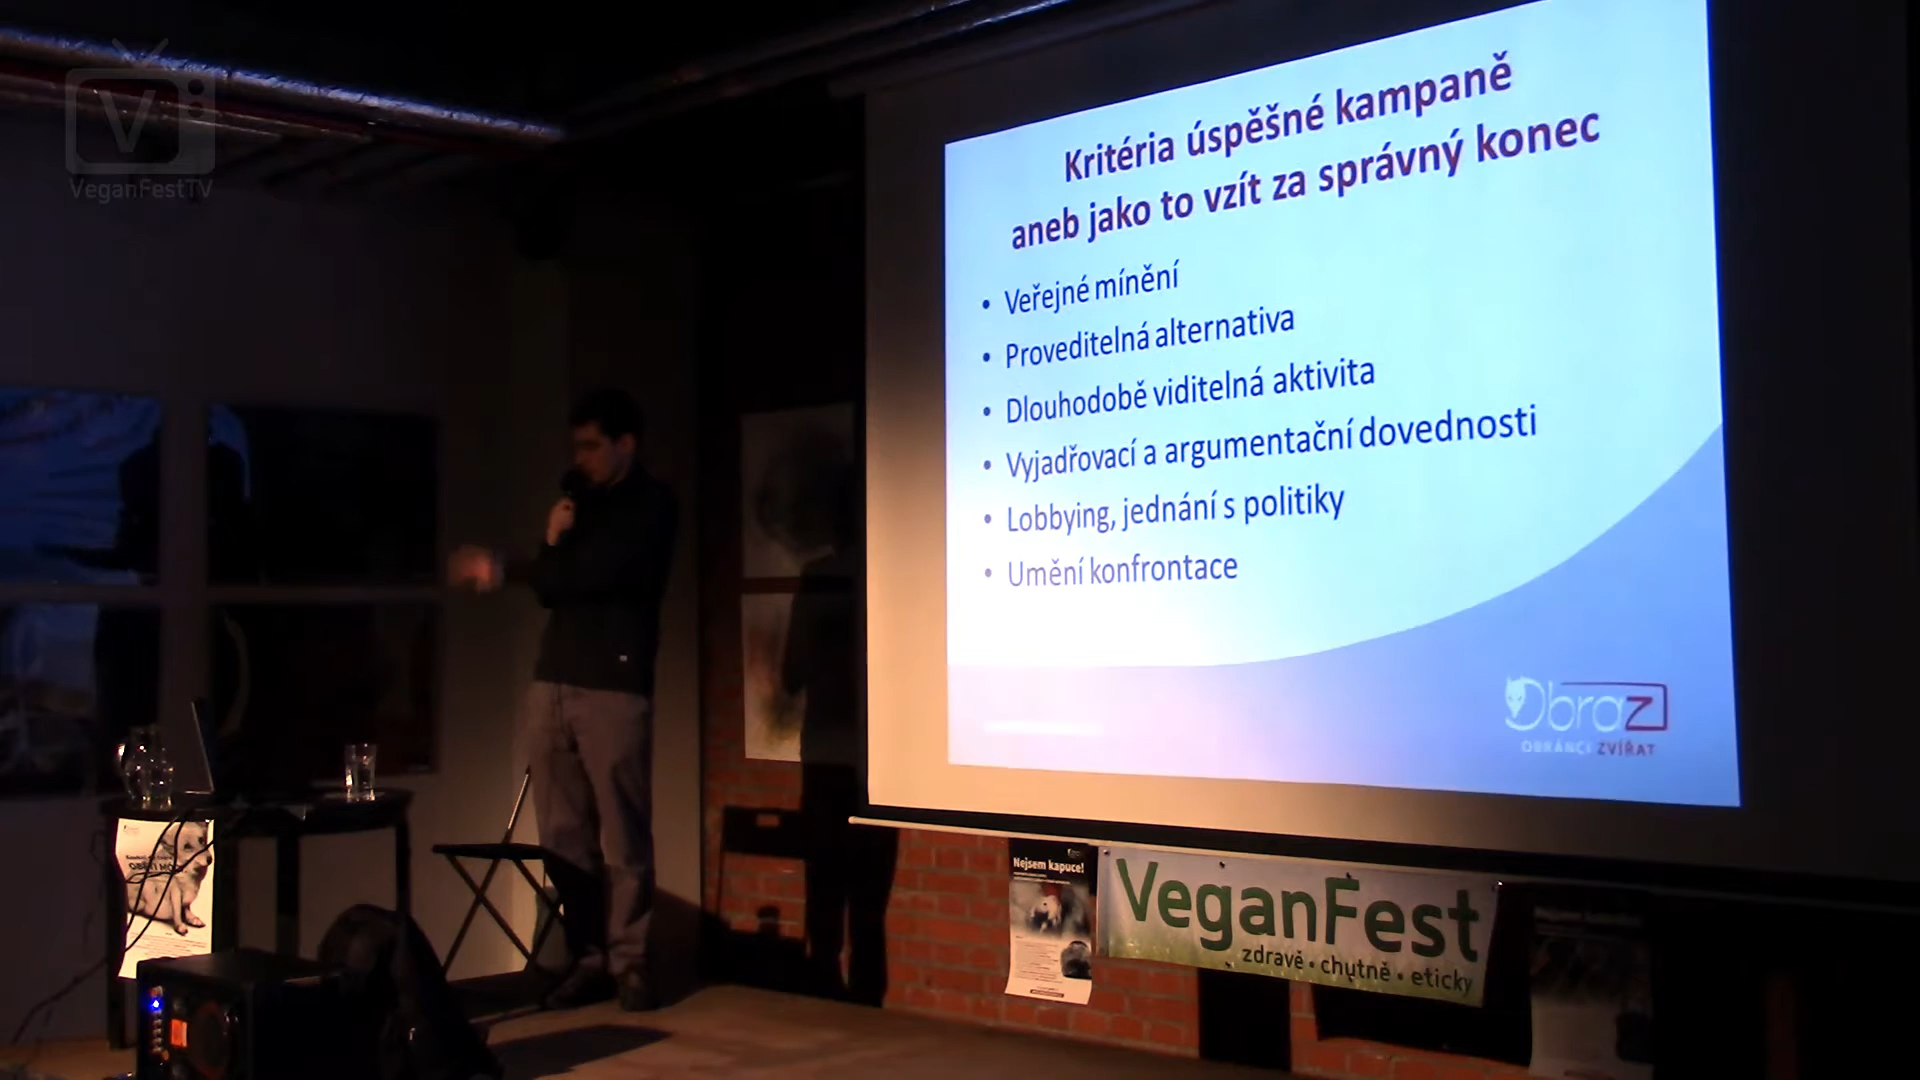 VeganFestTV
Kritéria úspěšné kampaně
aneb jako to vzít za správný konec
• Veřejné mínění
• Proveditelná alternativa
• Dlouhodobě viditelná aktivita
• Vyjadřovací a argumentační dovednosti
• Lobbying, jednání s politiky
• Umění konfrontace
Obraz
OBRÁNCI ZVÍŘAT
Nejsem kapuce!
VeganFest
zdravě • chutně • eticky